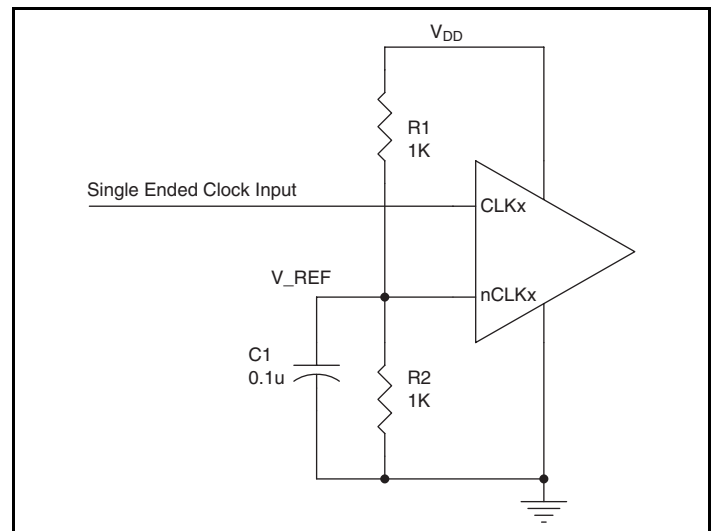 VDD
R1
1K
Single Ended Clock Input
CLKx
V_REF
nCLKx
C1
0.1u
R2
1K